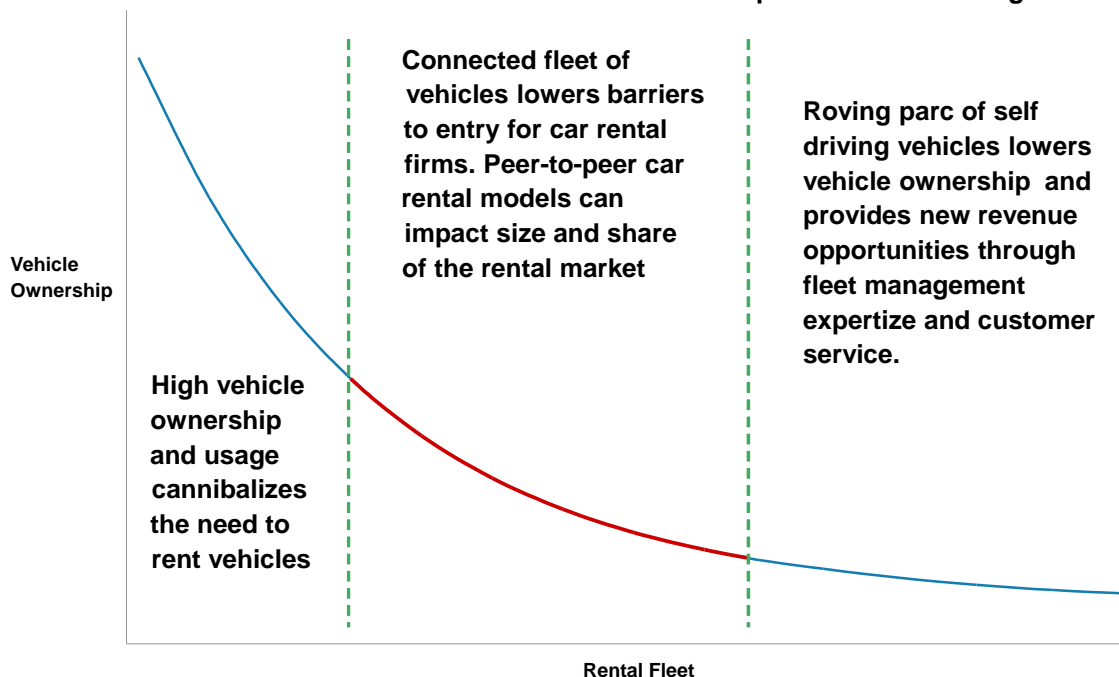 Connected fleet of
vehicles lowers barriers
to entry for car rental
firms. Peer-to-peer car
rental models can
impact size and share
of the rental market
Roving parc of self
driving vehicles lowers
vehicle ownership and
provides new revenue
opportunities through
fleet management
expertize and customer
service.
Vehicle
Ownership
High vehicle
ownership
and usage
cannibalizes
the need to
rent vehicles
Rental Fleet